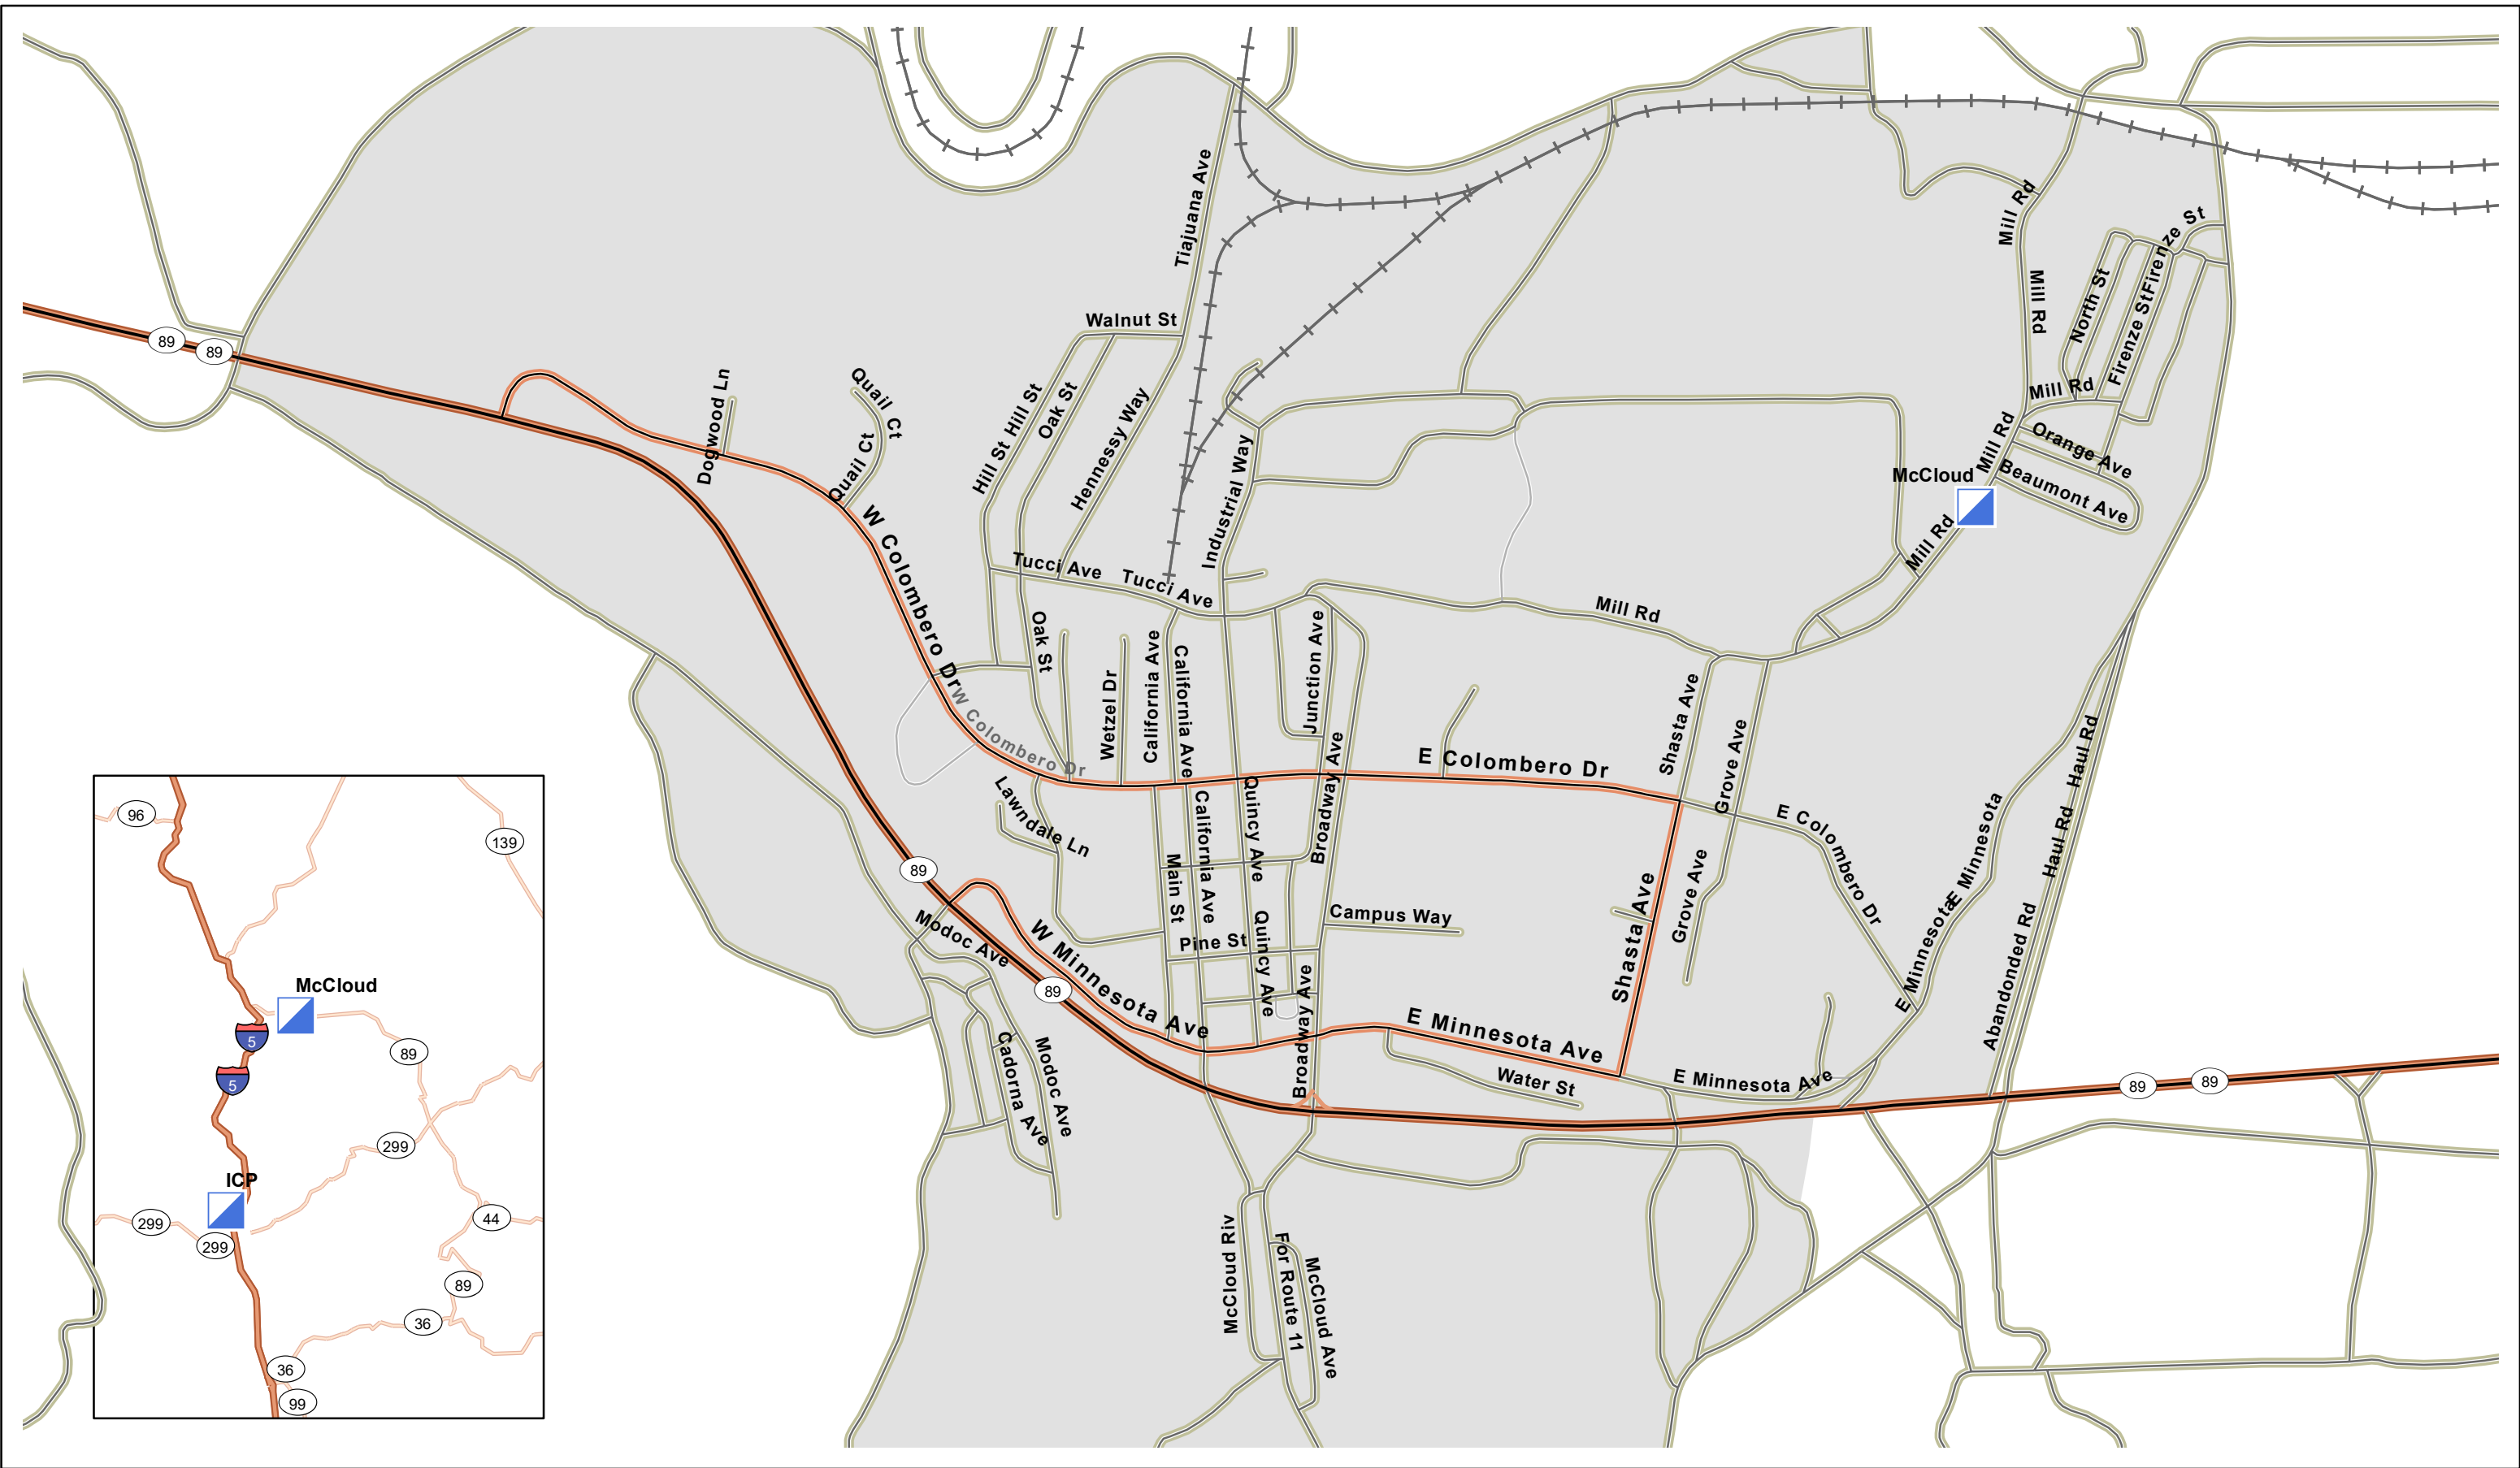 Tiajuana Ave
Mill Rd
Firenze St
Mill Rd
North St
Firenze St
Walnut St
89
89
Dogwood Ln
Quail Ct
Quail Ct
Hill St
Hill St
Oak St
Hennessy Way
Industrial Way
Mill Rd
Mill Rd
Orange Ave
Beaumont Ave
McCloud
Mill Rd
W Colombero Dr
Tucci Ave
Tucci Ave
Mill Rd
Oak St
Wetzel Dr
California Ave
California Ave
Junction Ave
Shasta Ave
Grove Ave
W Colombero Dr
E Colombero Dr
Haul Rd
Haul Rd
Lawndale Ln
Quincy Ave
Broadway Ave
E Colombero Dr
E Minnesota
E Minnesota
E Minnesota
89
Main St
California Ave
Grove Ave
Shasta Ave
Campus Way
Modoc Ave
W Minnesota Ave
Pine St
Quincy Ave
Abandonded Rd
89
Broadway Ave
E Minnesota Ave
Water St
E Minnesota Ave
89
89
Cadorna Ave
Modoc Ave
McCloud Riv
For Route 11
McCloud Ave
96
139
McCloud
5
89
5
299
ICP
299
299
44
89
36
36
99